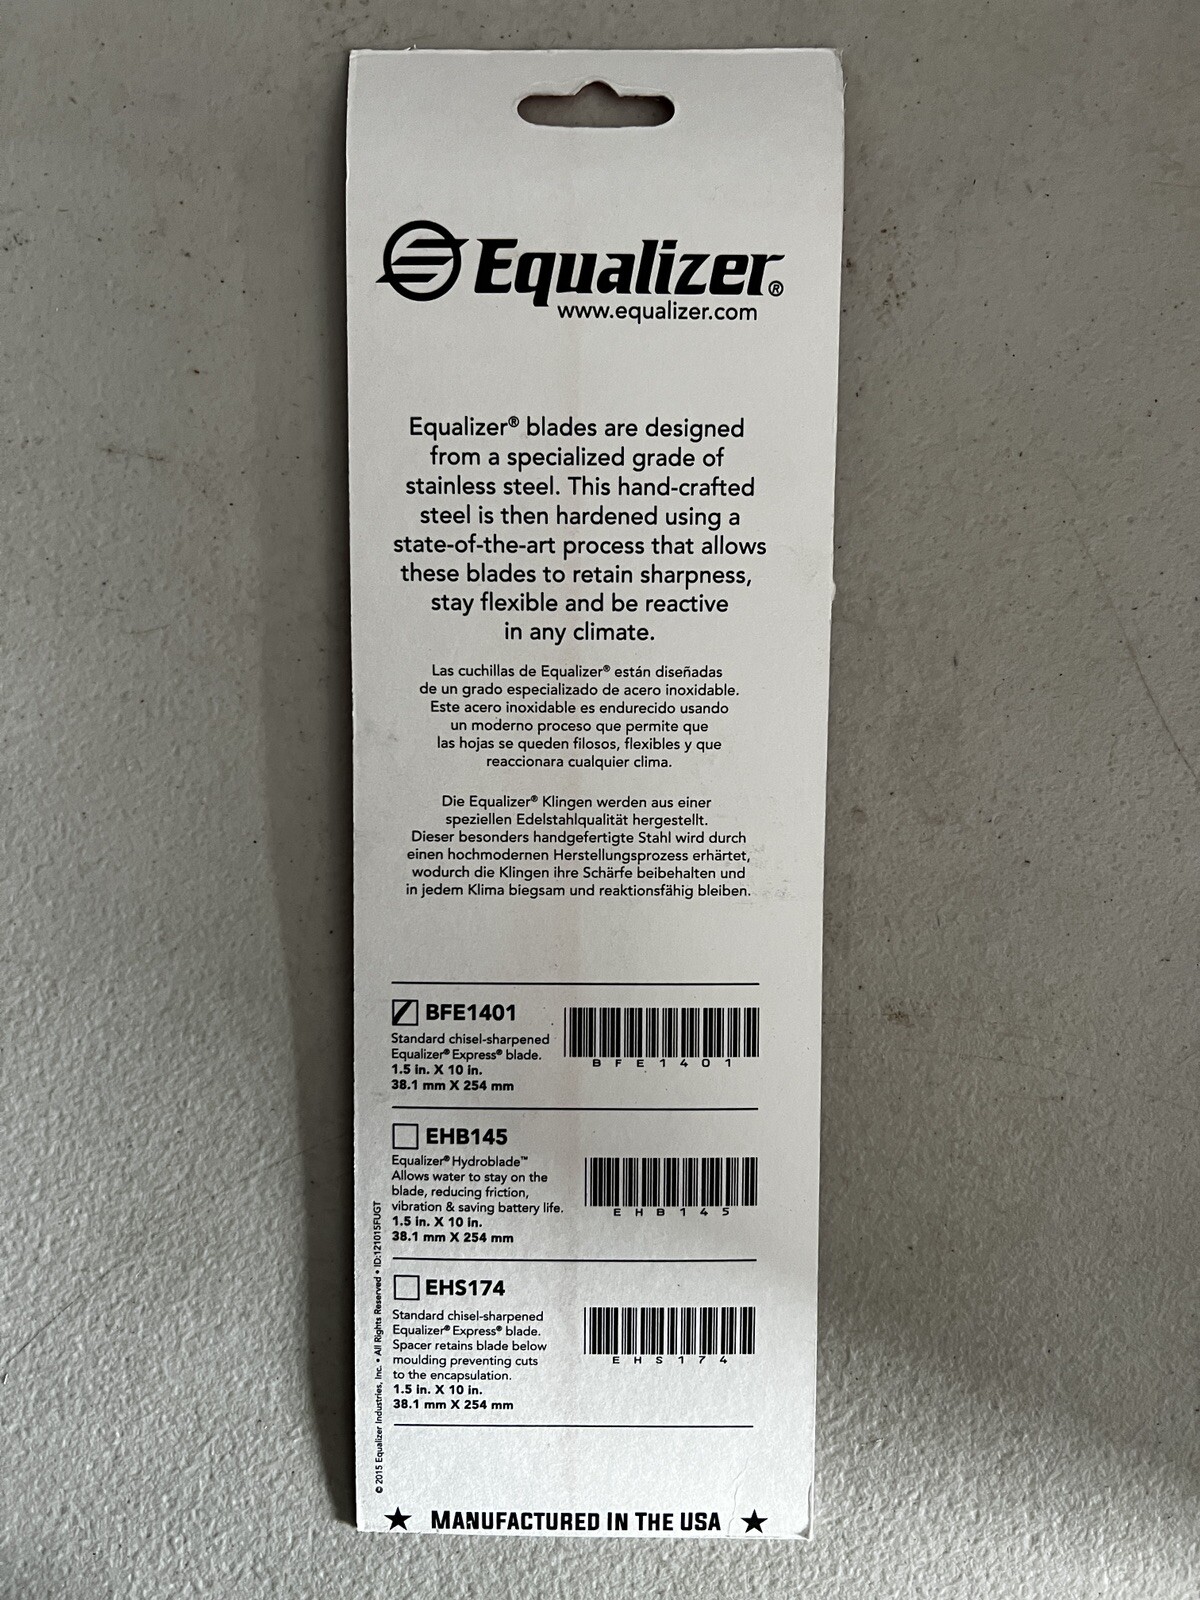 Equalizer®
www.equalizer.com
Equalizer® blades are designed
from a specialized grade of
stainless steel. This hand-crafted
steel is then hardened using a
state-of-the-art process that allows
these blades to retain sharpness,
stay flexible and be reactive
in any climate.
Las cuchillas de Equalizer® están diseñadas
de un grado especializado de acero inoxidable.
Este acero inoxidable es endurecido usando
un moderno proceso que permite que
las hojas se queden filosos, flexibles y que
reaccionara cualquier clima.
Die Equalizer® Klingen werden aus einer
speziellen Edelstahlqualität hergestellt.
Dieser besonders handgefertigte Stahl wird durch
einen hochmodernen Herstellungsprozess erhärtet,
wodurch die Klingen ihre Schärfe beibehalten und
in jedem Klima biegsam und reaktionsfähig bleiben.
BFE1401
Standard chisel-sharpened
Equalizer® Express® blade.
1.5 in. X 10 in.
38.1 mm X 254 mm
BFE1401
EHB145
Equalizer® Hydroblade™
Allows water to stay on the
blade, reducing friction,
vibration & saving battery life.
1.5 in. X 10 in.
38.1 mm X 254 mm
EHB145
EHS174
Standard chisel-sharpened
Equalizer® Express® blade.
Spacer retains blade below
moulding preventing cuts
to the encapsulation.
1.5 in. X 10 in.
38.1 mm X 254 mm
EHS174
© 2015 Equalizer Industries, Inc. • All Rights Reserved • ID:121015FUGT
★ MANUFACTURED IN THE USA ★